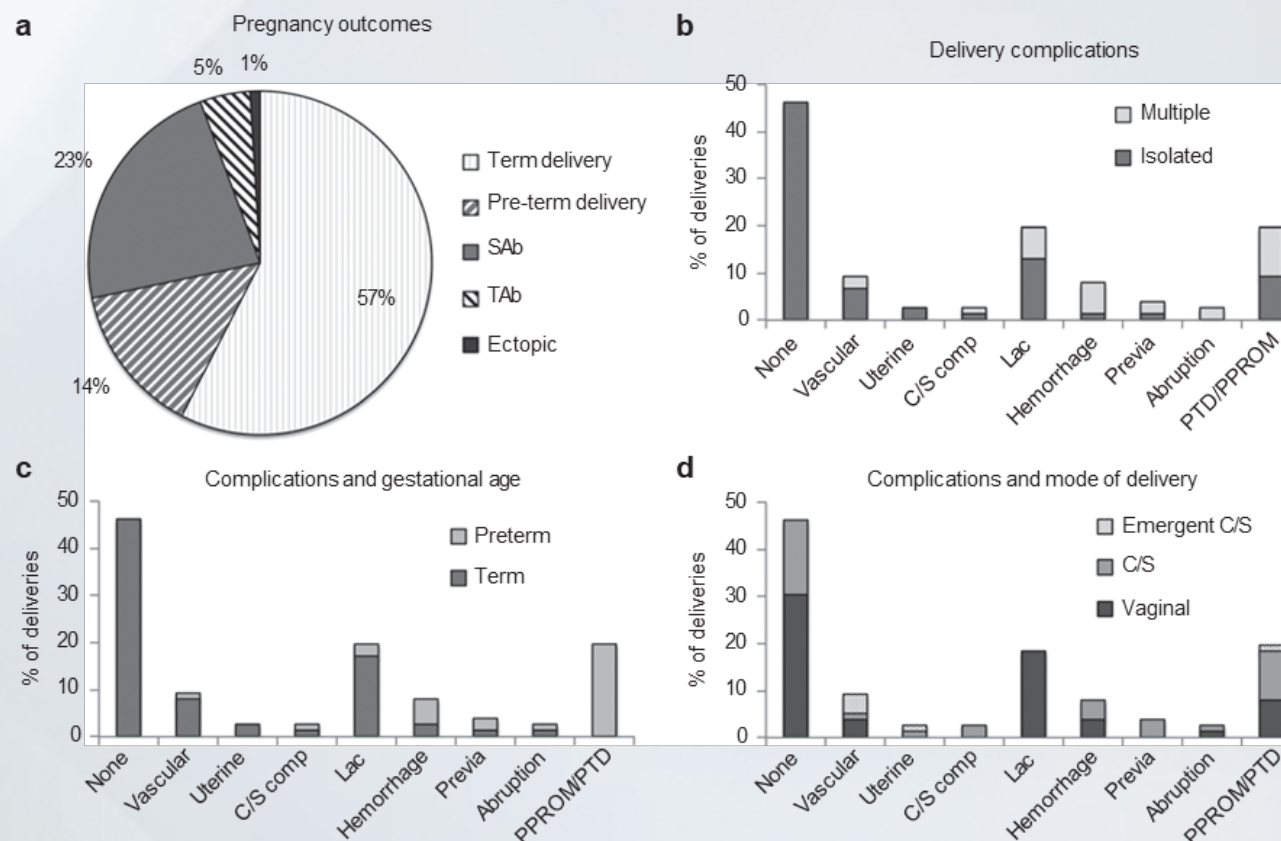 a
Pregnancy outcomes
5% 1%
23%
57%
14%
Term delivery
Pre-term delivery
SAb
TAb
Ectopic
b
Delivery complications
% of deliveries
50
40
30
20
10
0
Multiple
Isolated
None
Vascular
Uterine
C/S comp
Lac
Hemorrhage
Previa
Abruption
PTD/PPROM
c
Complications and gestational age
% of deliveries
50
40
30
20
10
0
Preterm
Term
None
Vascular
Uterine
C/S comp
Lac
Hemorrhage
Previa
Abruption
PPROM/PTD
d
Complications and mode of delivery
% of deliveries
50
40
30
20
10
0
Emergent C/S
C/S
Vaginal
None
Vascular
Uterine
C/S comp
Lac
Hemorrhage
Previa
Abruption
PPROM/PTD